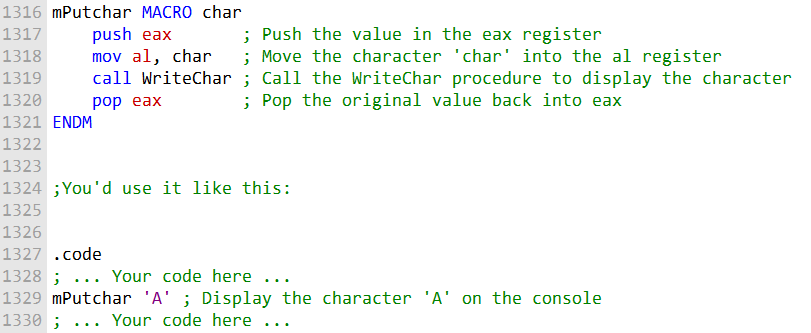 1316 mPutchar MACRO char
1317     push eax       ; Push the value in the eax register
1318     mov al, char   ; Move the character 'char' into the al register
1319     call WriteChar ; Call the WriteChar procedure to display the character
1320     pop eax        ; Pop the original value back into eax
1321 ENDM
1322
1323
1324 ;You'd use it like this:
1325
1326
1327 .code
1328 ; ... Your code here ...
1329 mPutchar 'A' ; Display the character 'A' on the console
1330 ; ... Your code here ...